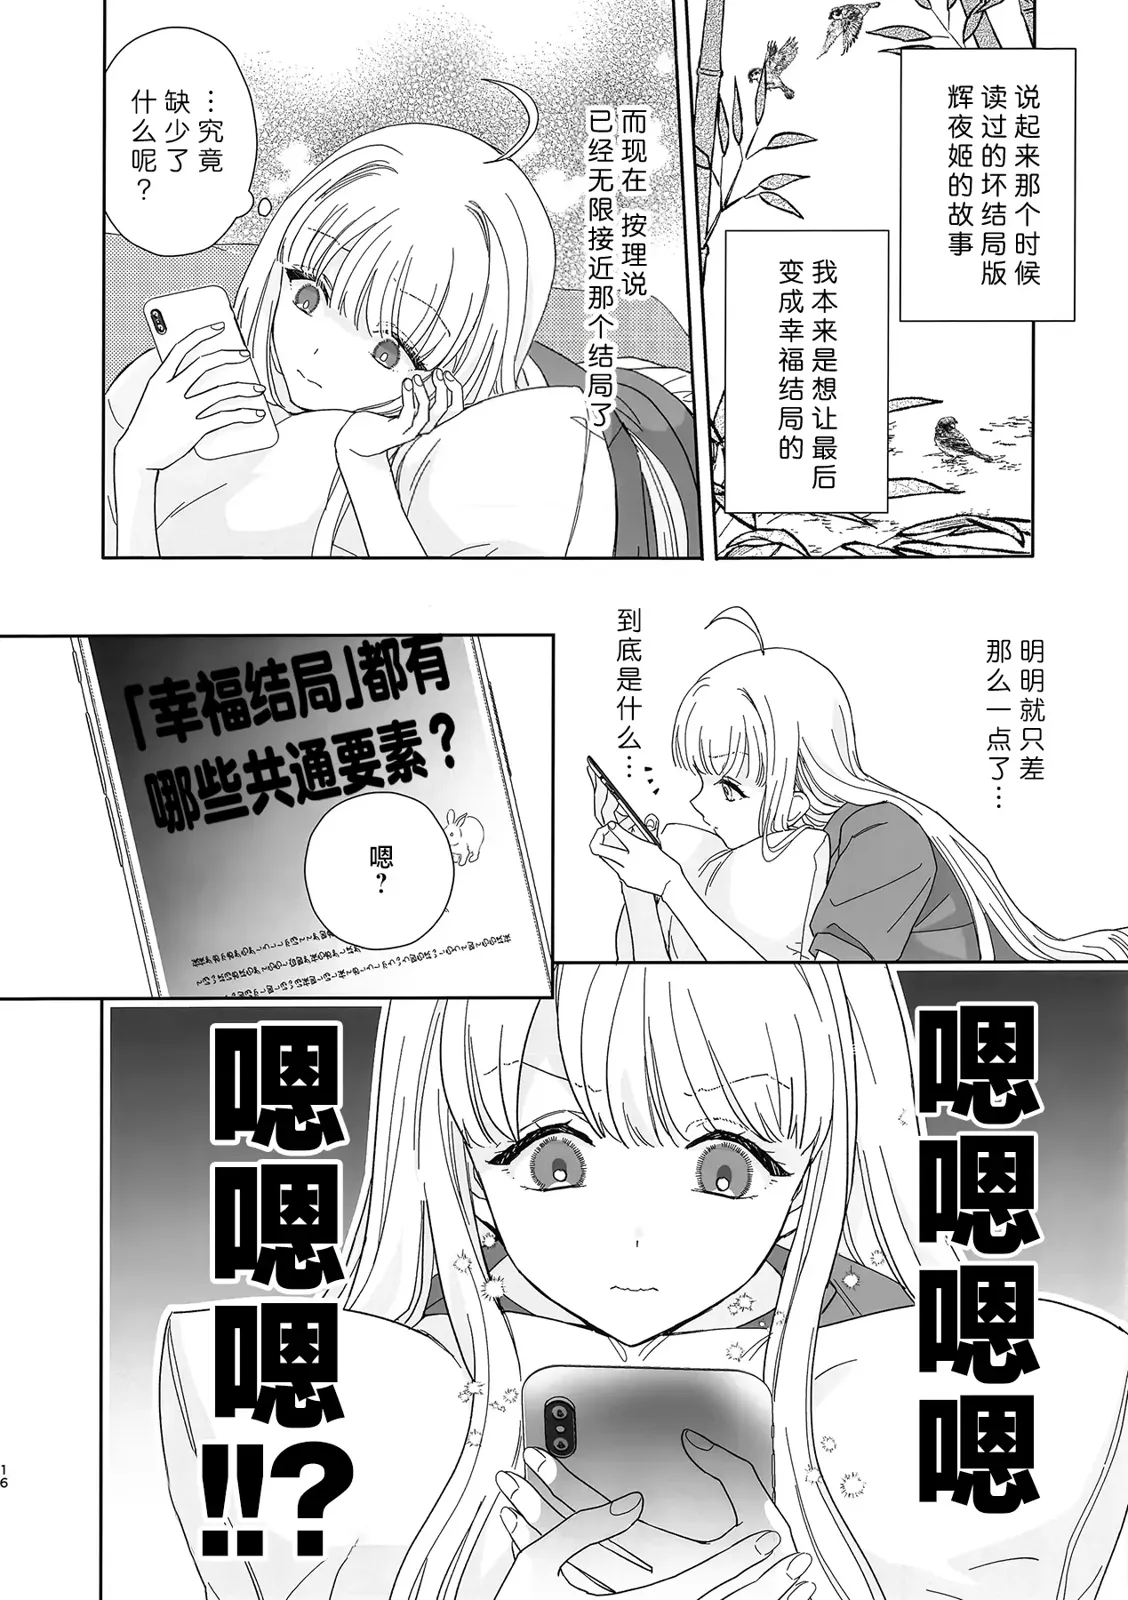 说起来那个时候
读过的坏结局版
辉夜姬的故事
我本来是想让最后
变成幸福结局的
而现在 按理说
已经无限接近那个结局了
…究竟
缺少了
什么呢？
明明就只差
那么一点了…
到底是什么…
「幸福结局」都有
哪些共通要素？
嗯？
嗯嗯嗯嗯
嗯嗯嗯!!?
16